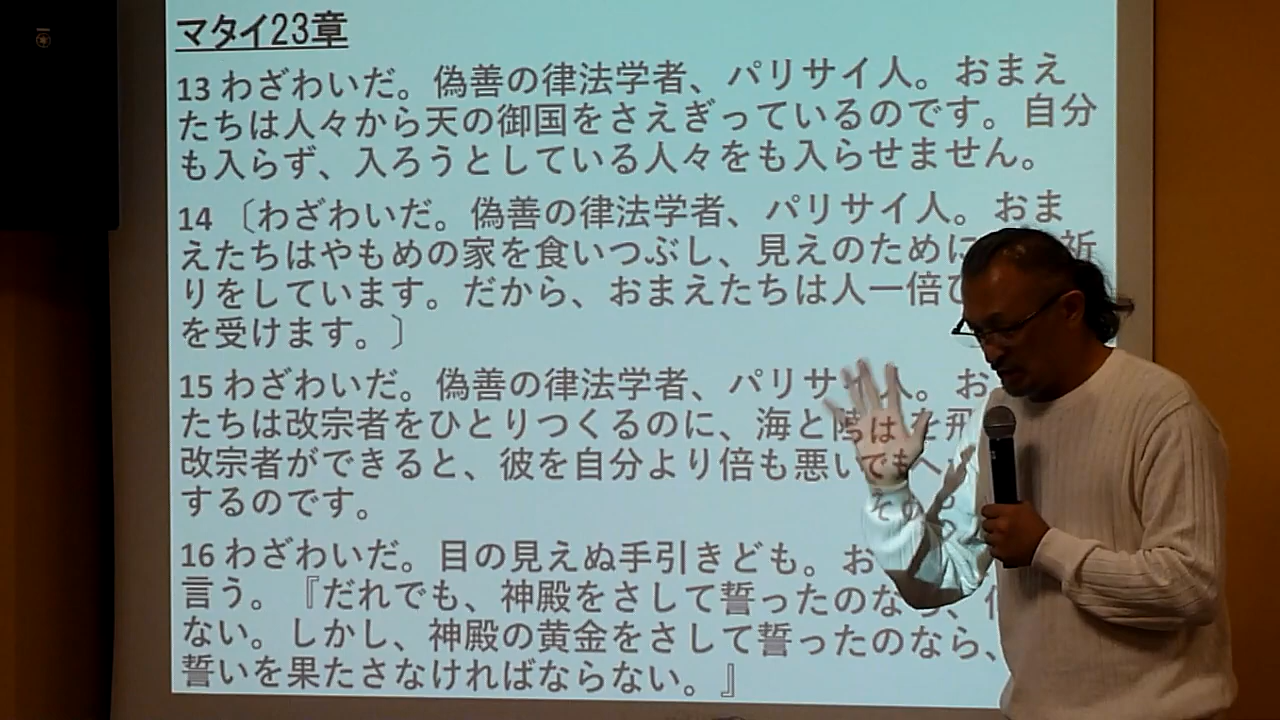 マタイ23章
13 わざわいだ。偽善の律法学者、パリサイ人。おまえ
たちは人々から天の御国をさえぎっているのです。自分
も入らず、入ろうとしている人々をも入らせません。
14 〔わざわいだ。偽善の律法学者、パリサイ人。おま
えたちはやもめの家を食いつぶし、見えのために 祈
りをしています。だから、おまえたちは人一倍ひ
を受けます。〕
15 わざわいだ。偽善の律法学者、パリサイ人。お
たちは改宗者をひとりつくるのに、海と陸とを飛
改宗者ができると、彼を自分より倍も悪い
するのです。
16 わざわいだ。目の見えぬ手引きども。お
言う。『だれでも、神殿をさして誓ったのなら、
ない。しかし、神殿の黄金をさして誓ったのなら、
誓いを果たさなければならない。』